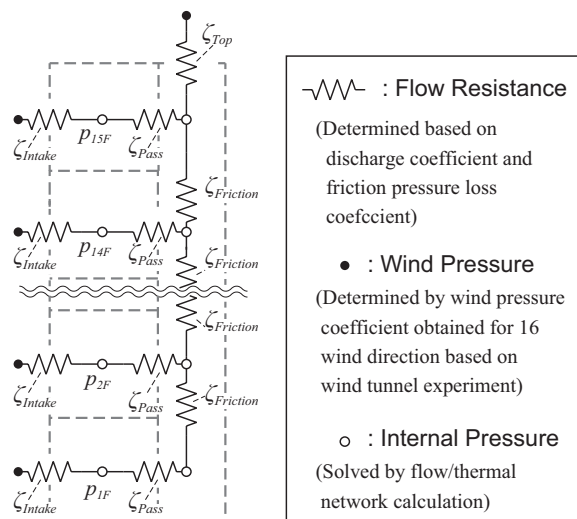 ζTop
ζIntake
p15F
ζPass
ζFriction
ζIntake
p14F
ζPass
ζFriction
ζFriction
ζIntake
p2F
ζPass
ζFriction
ζIntake
p1F
ζPass
: Flow Resistance
(Determined based on
discharge coefficient and
friction pressure loss
coefccient)
: Wind Pressure
(Determined by wind pressure
coefficient obtained for 16
wind direction based on
wind tunnel experiment)
: Internal Pressure
(Solved by flow/thermal
network calculation)